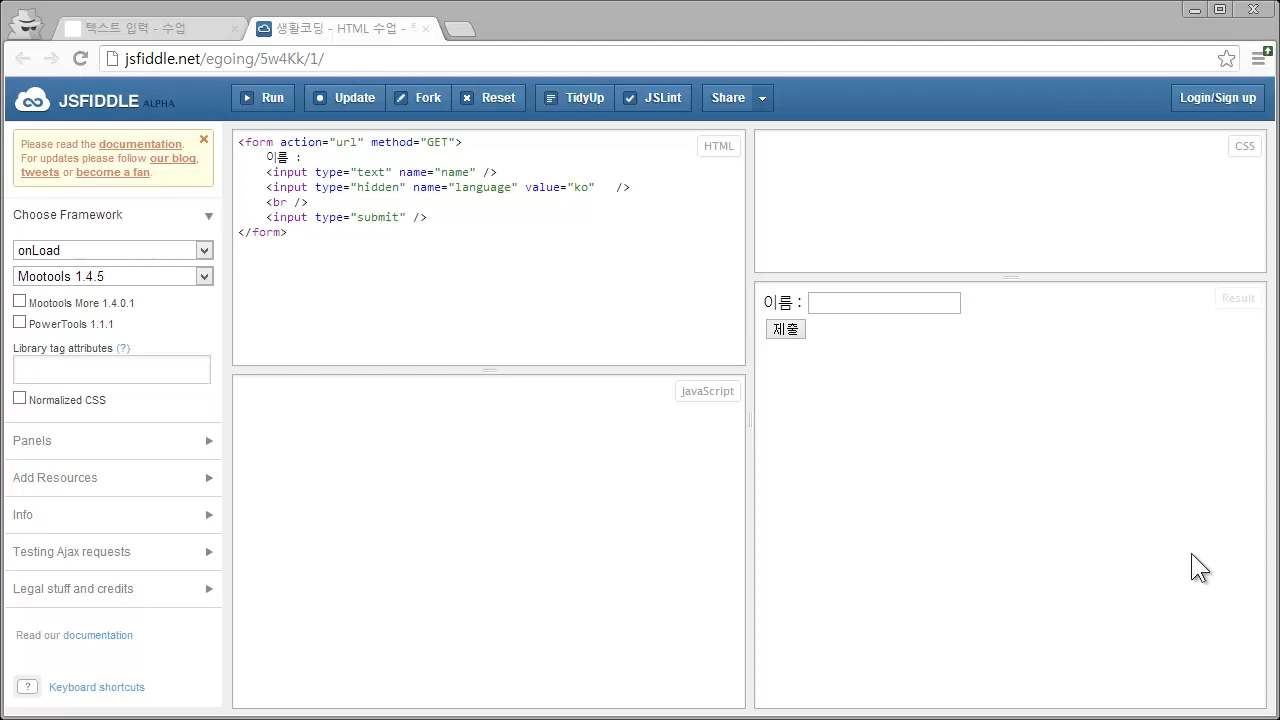 텍스트 입력 - 수업
생활코딩 - HTML 수업 -
jsfiddle.net/egoing/5w4Kk/1/
JSFIDDLE ALPHA
Run
Update
Fork
Reset
TidyUp
JSLint
Share
Login/Sign up
Please read the documentation.
For updates please follow our blog,
tweets or become a fan.
Choose Framework
onLoad
Mootools 1.4.5
Mootools More 1.4.0.1
PowerTools 1.1.1
Library tag attributes (?)
Normalized CSS
Panels
Add Resources
Info
Testing Ajax requests
Legal stuff and credits
Read our documentation
? Keyboard shortcuts
HTML
<form action="url" method="GET">
이름 :
<input type="text" name="name" />
<input type="hidden" name="language" value="ko" />
<br />
<input type="submit" />
</form>
JavaScript
CSS
Result
이름 :
제출